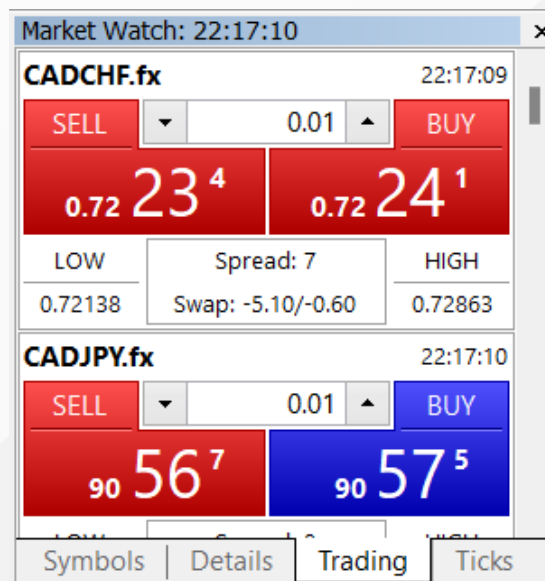 Market Watch: 22:17:10
CADCHF.fx 22:17:09
SELL 0.01 BUY
0.72 23 4 0.72 24 1
LOW Spread: 7 HIGH
0.72138 Swap: -5.10/-0.60 0.72863
CADJPY.fx 22:17:10
SELL 0.01 BUY
90 56 7 90 57 5
Symbols Details Trading Ticks